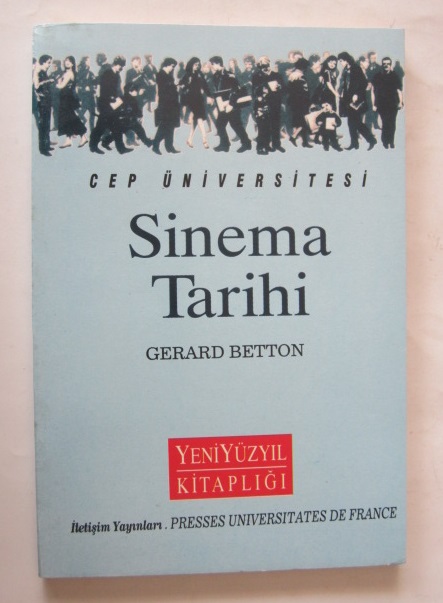 CEP ÜNİVERSİTESİ
Sinema
Tarihi
GERARD BETTON
YENİYÜZYIL
KİTAPLIĞI
İletişim Yayınları . PRESSES UNIVERSITATES DE FRANCE